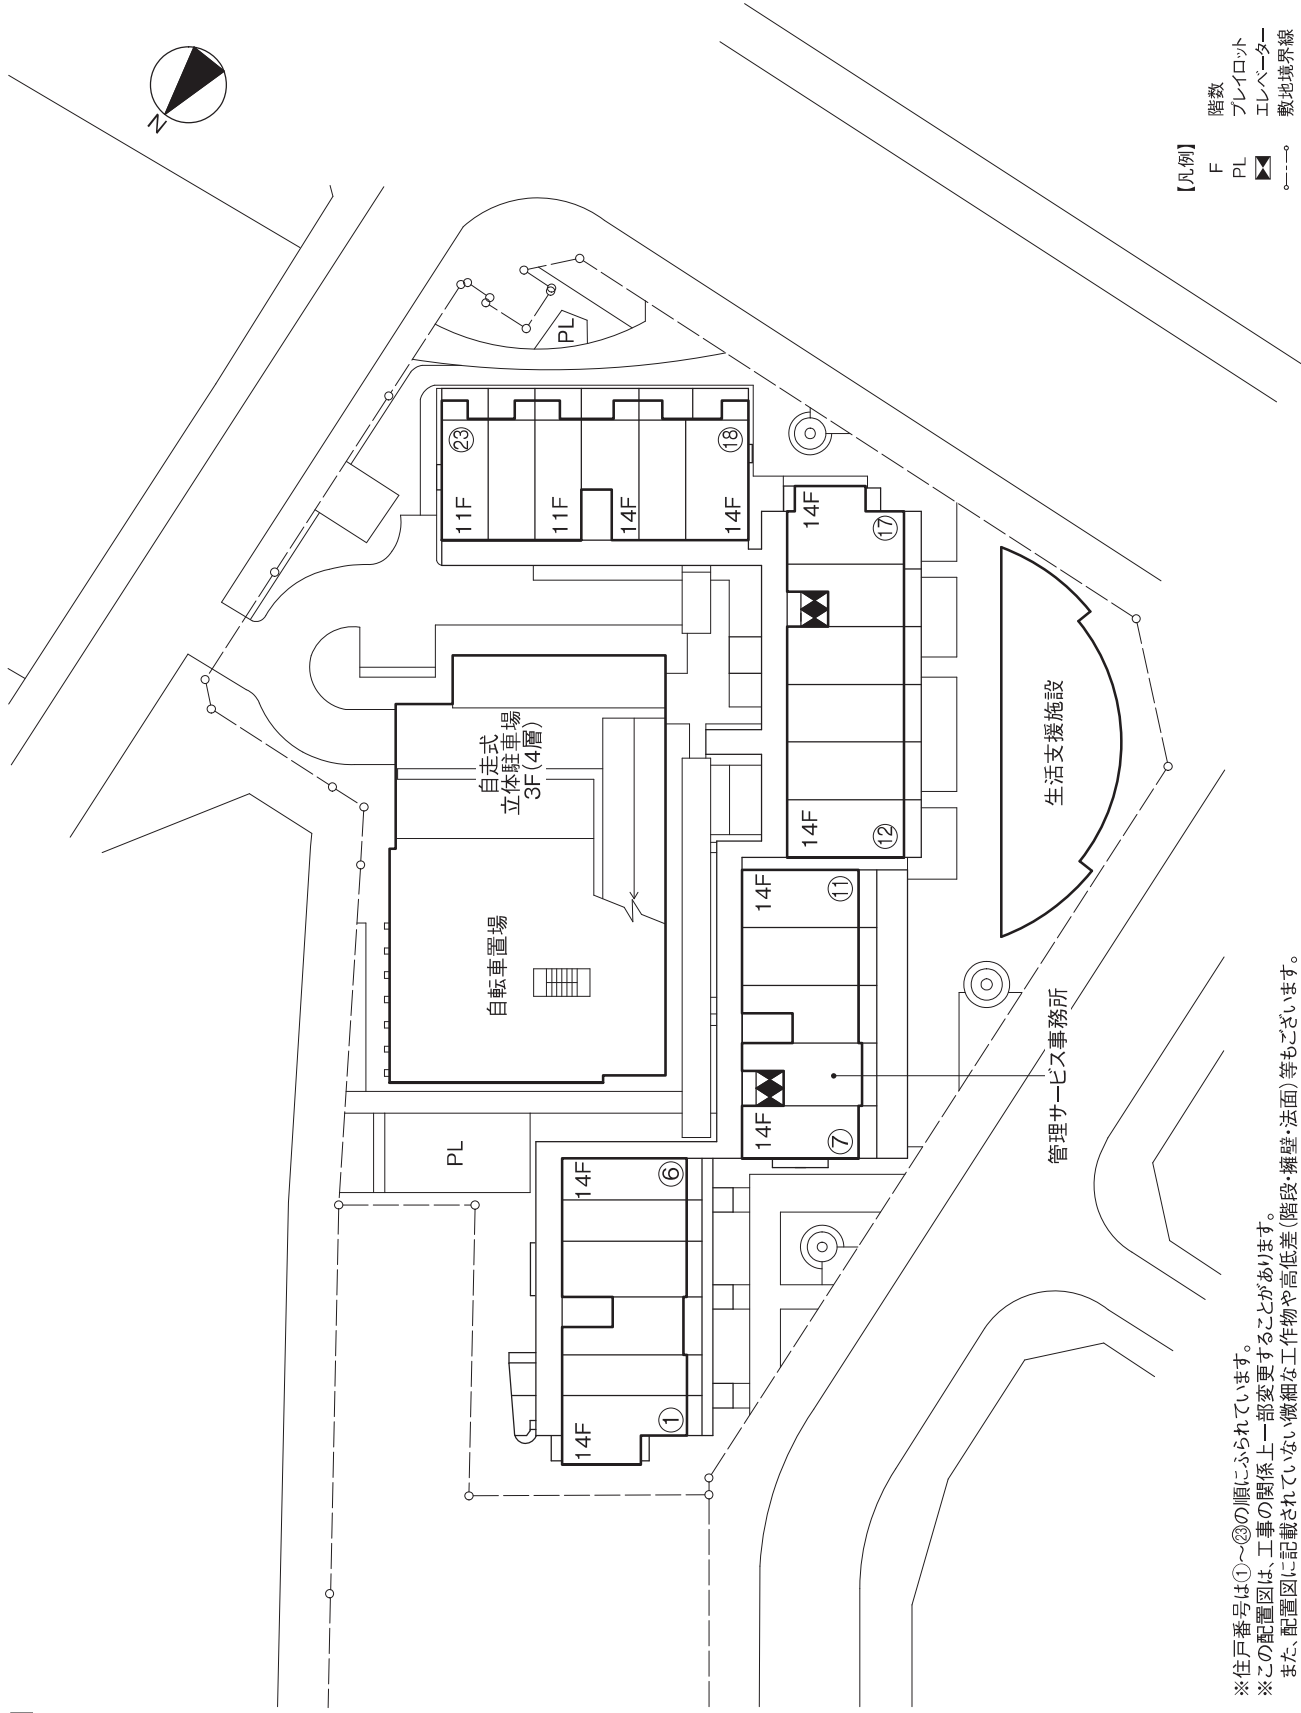 N
【凡例】
F 階数
PL プレイロット
エレベーター
敷地境界線
PL
23
18
11F
11F
14F
14F
14F
17
自走式
立体駐車場
3F(4層)
生活支援施設
14F
12
14F
11
自転車置場
管理サービス事務所
14F
7
PL
14F
6
14F
1
※住戸番号は①～㉓の順にふられています。
※この配置図は、工事の関係上一部変更することがあります。
また、配置図に記載されていない微細な工作物や高低差(階段・擁壁・法面)等もございます。